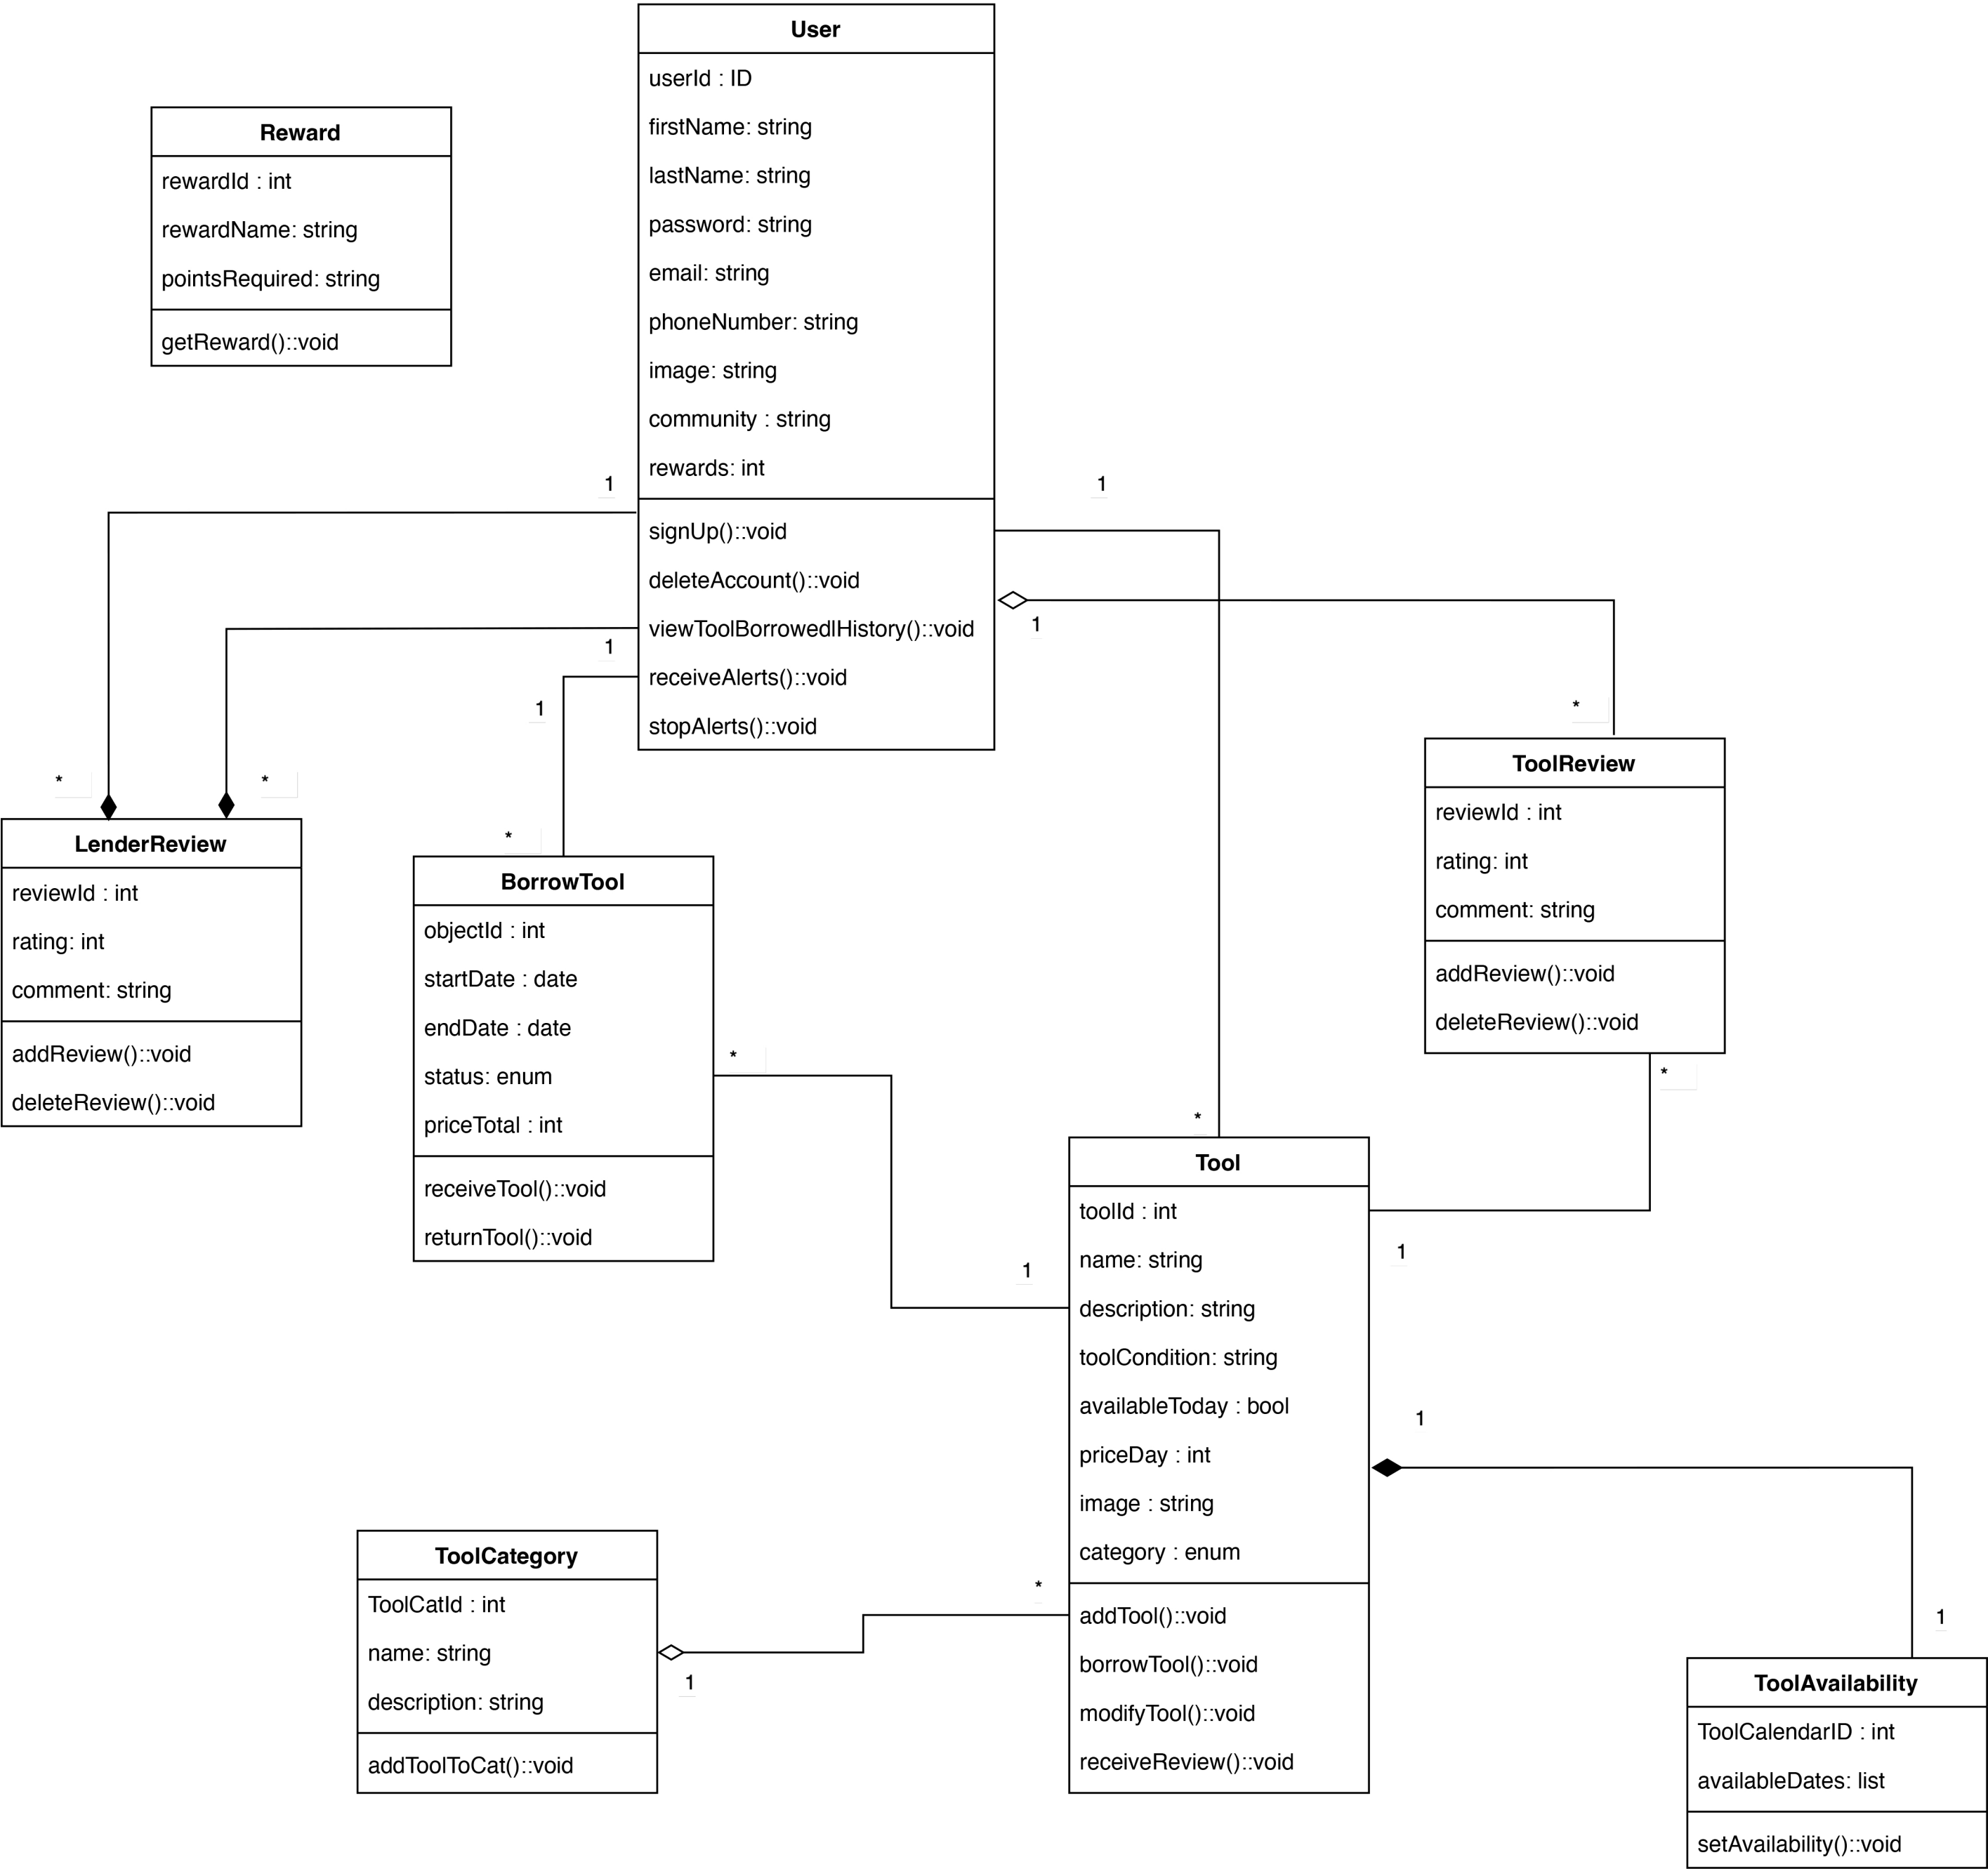 User
userId : ID
firstName: string
lastName: string
password: string
email: string
phoneNumber: string
image: string
community : string
rewards: int
signUp()::void
deleteAccount()::void
viewToolBorrowedlHistory()::void
receiveAlerts()::void
stopAlerts()::void
Reward
rewardId : int
rewardName: string
pointsRequired: string
getReward()::void
1
1
1
1
1
*
*
*
*
LenderReview
reviewId : int
rating: int
comment: string
addReview()::void
deleteReview()::void
BorrowTool
objectId : int
startDate : date
endDate : date
status: enum
priceTotal : int
receiveTool()::void
returnTool()::void
ToolReview
reviewId : int
rating: int
comment: string
addReview()::void
deleteReview()::void
*
*
*
1
1
Tool
toolId : int
name: string
description: string
toolCondition: string
availableToday : bool
priceDay : int
image : string
category : enum
addTool()::void
borrowTool()::void
modifyTool()::void
receiveReview()::void
1
*
1
1
ToolCategory
ToolCatId : int
name: string
description: string
addToolToCat()::void
ToolAvailability
ToolCalendarID : int
availableDates: list
setAvailability()::void